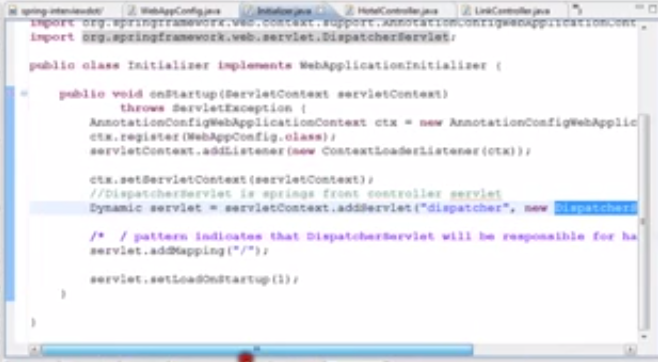 spring-interviewdot/ WebAppConfig.java Initializer.java HotelController.java LinkController.java
import org.springframework.web.context.support.AnnotationConfigWebApplicationCont
import org.springframework.web.servlet.DispatcherServlet;
public class Initializer implements WebApplicationInitializer {
public void onStartup(ServletContext servletContext)
throws ServletException {
AnnotationConfigWebApplicationContext ctx = new AnnotationConfigWebApplic
ctx.register(WebAppConfig.class);
servletContext.addListener(new ContextLoaderListener(ctx));
ctx.setServletContext(servletContext);
//DispatcherServlet is springs front controller servlet
Dynamic servlet = servletContext.addServlet("dispatcher", new DispatcherS
/* / pattern indicates that DispatcherServlet will be responsible for ha
servlet.addMapping("/");
servlet.setLoadOnStartup(1);
}
}